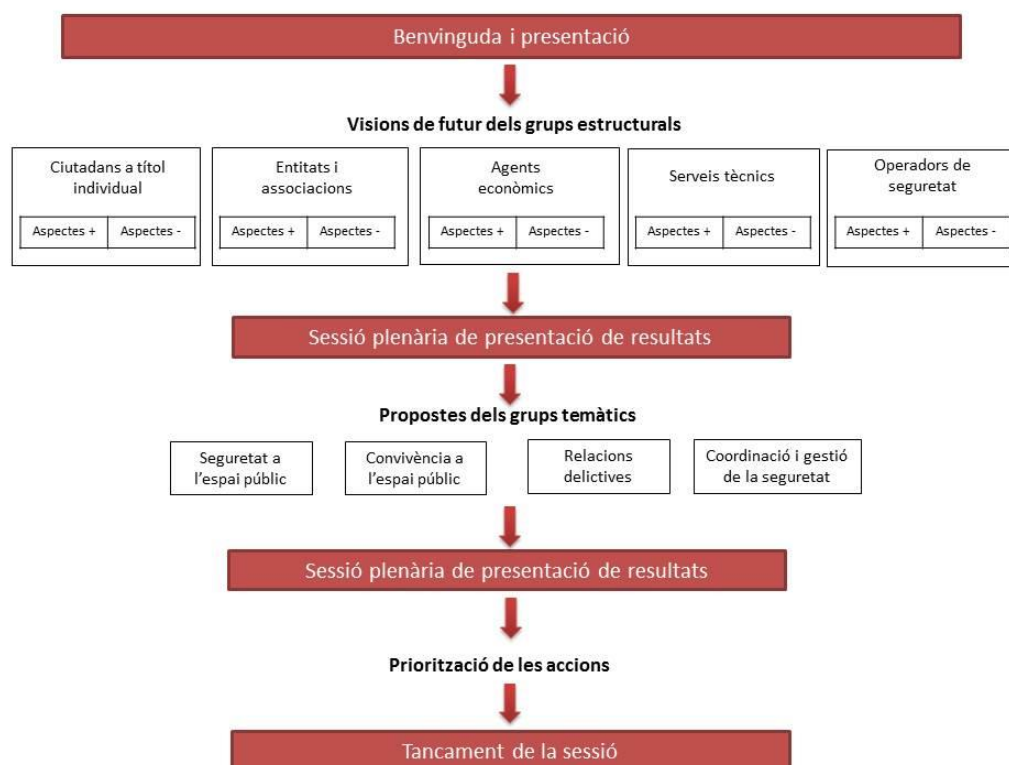 Benvinguda i presentació
Visions de futur dels grups estructurals
Ciutadans a títol
individual
Aspectes +
Aspectes -
Entitats i
associacions
Aspectes +
Aspectes -
Agents
econòmics
Aspectes +
Aspectes -
Serveis tècnics
Aspectes +
Aspectes -
Operadors de
seguretat
Aspectes +
Aspectes -
Sessió plenària de presentació de resultats
Propostes dels grups temàtics
Seguretat a
l'espai públic
Convivència a
l'espai públic
Relacions
delictives
Coordinació i gestió
de la seguretat
Sessió plenària de presentació de resultats
Priorització de les accions
Tancament de la sessió